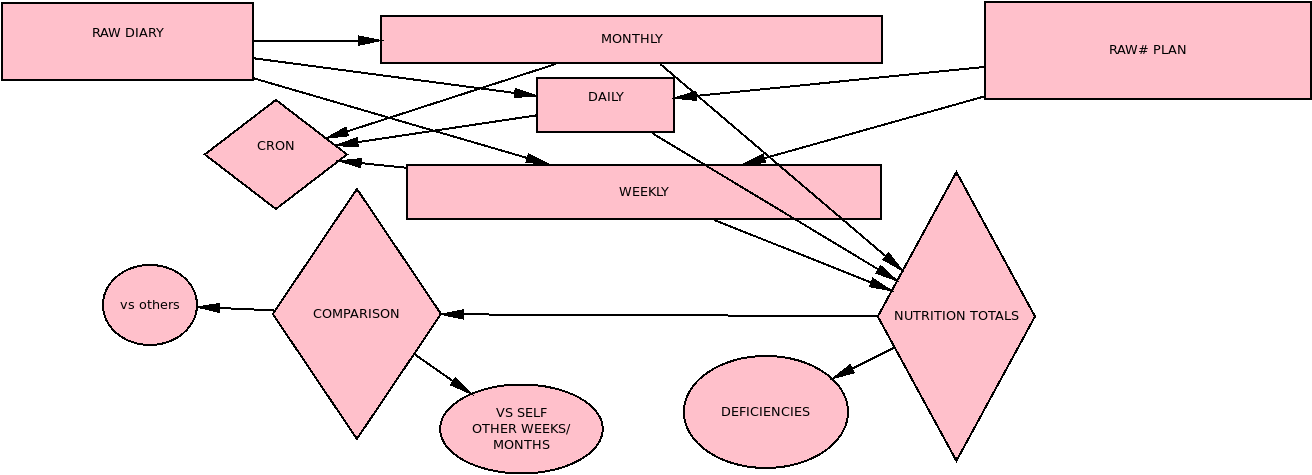 RAW DIARY
MONTHLY
RAW# PLAN
DAILY
CRON
WEEKLY
vs others
COMPARISON
NUTRITION TOTALS
VS SELF
OTHER WEEKS/
MONTHS
DEFICIENCIES